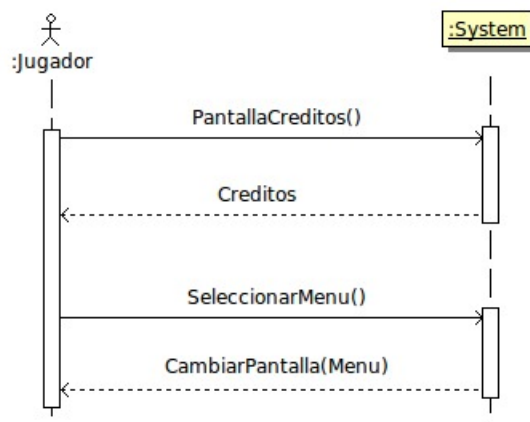 :Jugador
:System
PantallaCreditos()
Creditos
SeleccionarMenu()
CambiarPantalla(Menu)